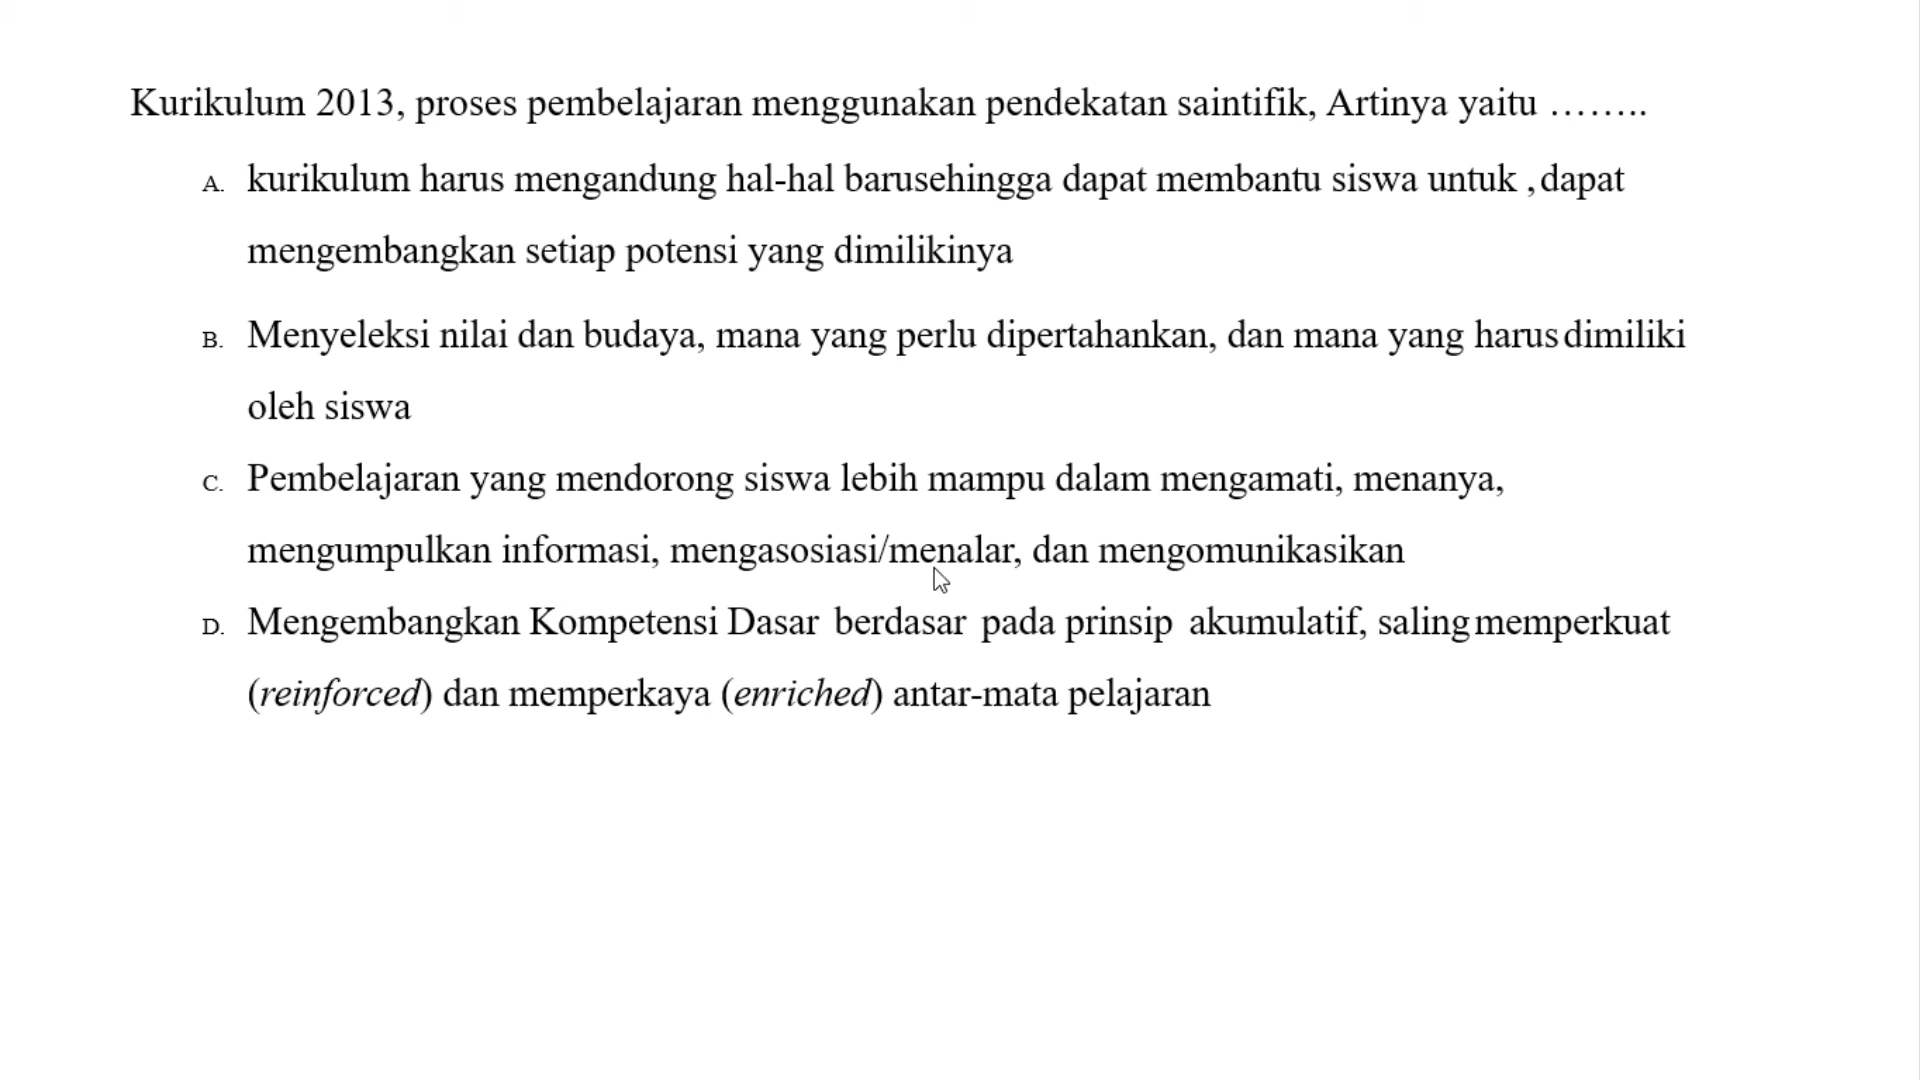 Kurikulum 2013, proses pembelajaran menggunakan pendekatan saintifik, Artinya yaitu ……..
A. kurikulum harus mengandung hal-hal barusehingga dapat membantu siswa untuk ,dapat
mengembangkan setiap potensi yang dimilikinya
B. Menyeleksi nilai dan budaya, mana yang perlu dipertahankan, dan mana yang harus dimiliki
oleh siswa
C. Pembelajaran yang mendorong siswa lebih mampu dalam mengamati, menanya,
mengumpulkan informasi, mengasosiasi/menalar, dan mengomunikasikan
D. Mengembangkan Kompetensi Dasar berdasar pada prinsip akumulatif, saling memperkuat
(reinforced) dan memperkaya (enriched) antar-mata pelajaran